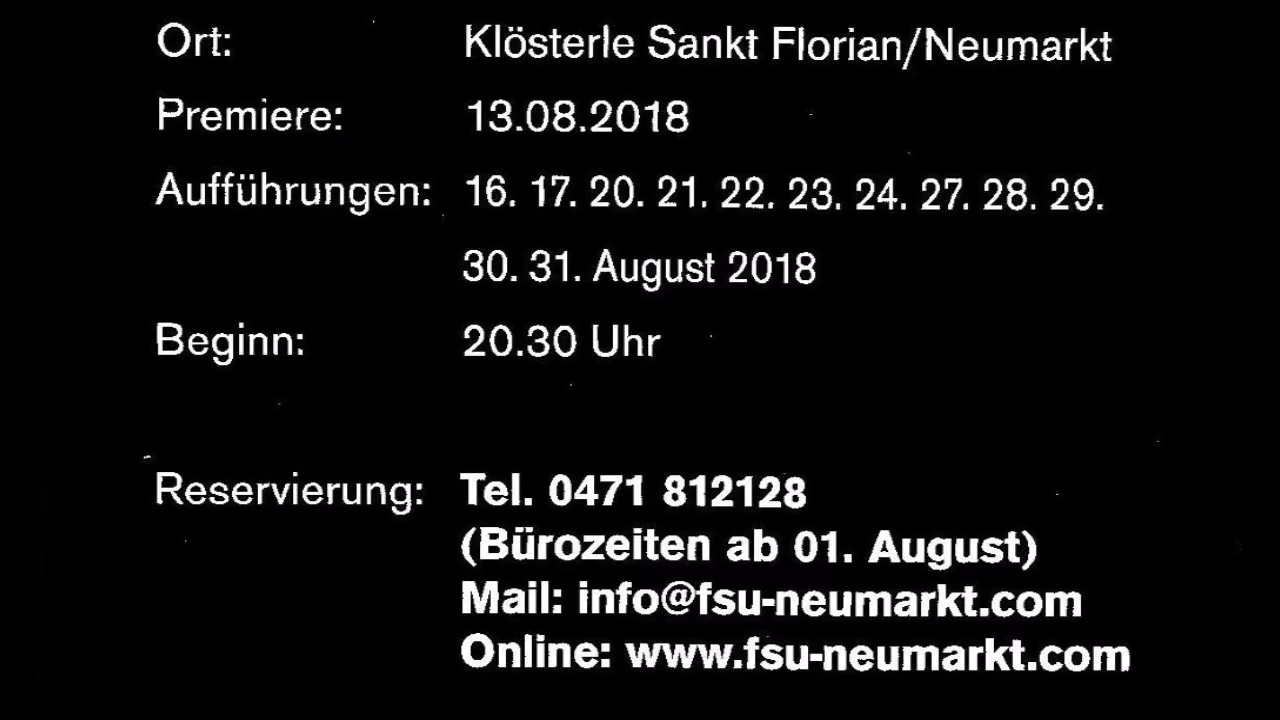 Ort: Klösterle Sankt Florian/Neumarkt
Premiere: 13.08.2018
Aufführungen: 16. 17. 20. 21. 22. 23. 24. 27. 28. 29.
30. 31. August 2018
Beginn: 20.30 Uhr
Reservierung: Tel. 0471 812128
(Bürozeiten ab 01. August)
Mail: info@fsu-neumarkt.com
Online: www.fsu-neumarkt.com